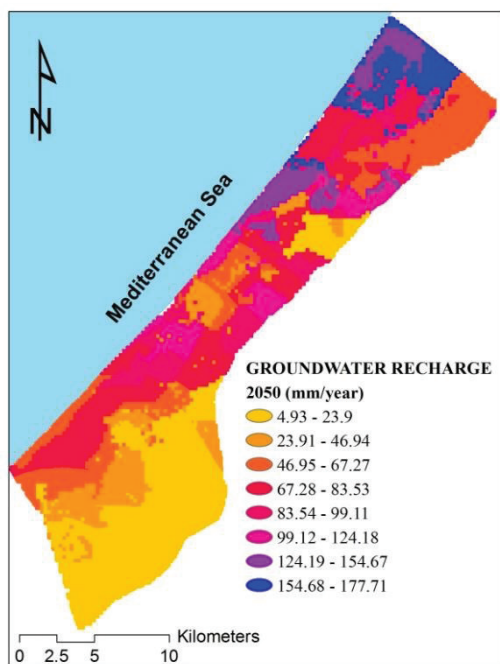 N
Mediterranean Sea
GROUNDWATER RECHARGE
2050 (mm/year)
4.93 - 23.9
23.91 - 46.94
46.95 - 67.27
67.28 - 83.53
83.54 - 99.11
99.12 - 124.18
124.19 - 154.67
154.68 - 177.71
Kilometers
0 2.5 5 10